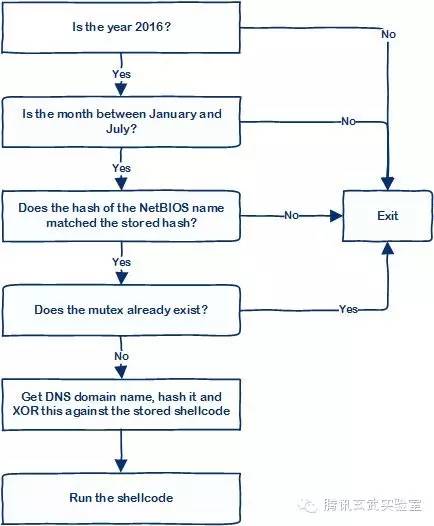 Is the year 2016?
No
Yes
Is the month between January and
July?
No
Yes
Does the hash of the NetBIOS name
matched the stored hash?
No
Exit
Yes
Does the mutex already exist?
Yes
No
Get DNS domain name, hash it and
XOR this against the stored shellcode
Run the shellcode
腾讯玄武实验室